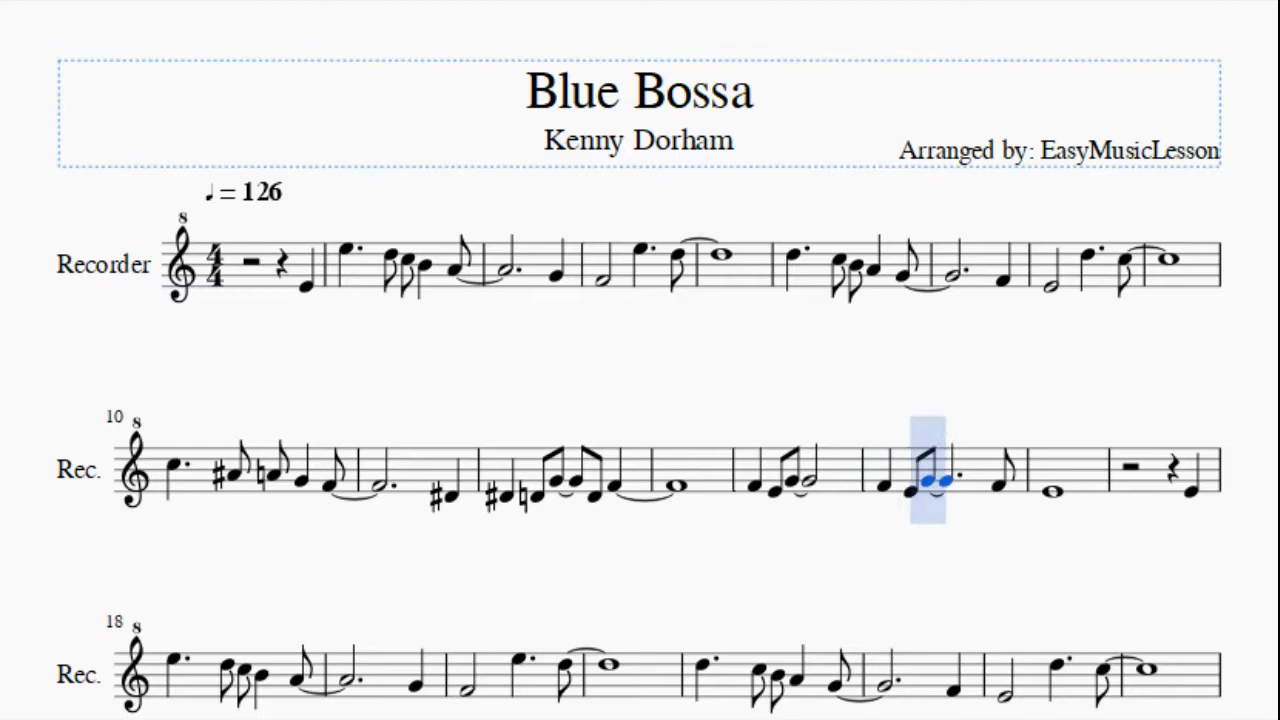 Blue Bossa
Kenny Dorham
Arranged by: EasyMusicLesson
♩ = 126
8
Recorder
4
4
10
8
Rec.
18
8
Rec.